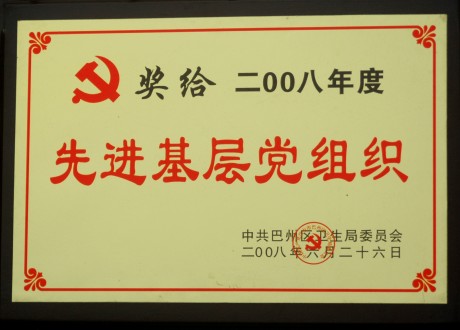 奖给 二00八年度
先进基层党组织
中共巴州区卫生局委员会
二00八年六月二十六日